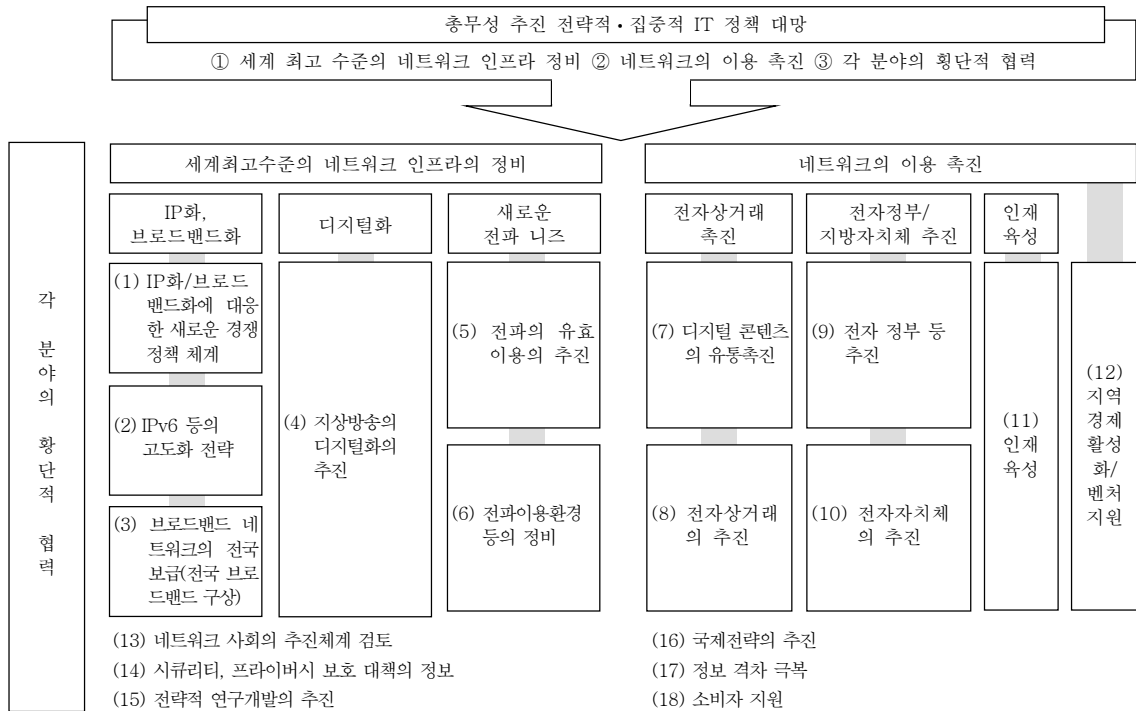 총무성 추진 전략적·집중적 IT 정책 대망
① 세계 최고 수준의 네트워크 인프라 정비 ② 네트워크의 이용 촉진 ③ 각 분야의 횡단적 협력
각 분야의 황단적 협력
세계최고수준의 네트워크 인프라의 정비
IP화,
브로드밴드화
디지털화
새로운
전파 니즈
(1) IP화/브로드
밴드화에 대응
한 새로운 경쟁
정책 체계
(2) IPv6 등의
고도화 전략
(3) 브로드밴드 네
트워크의 전국
보급(전국 브로
드밴드 구상)
(4) 지상방송의
디지털화의
추진
(5) 전파의 유효
이용의 추진
(6) 전파이용환경
등의 정비
네트워크의 이용 촉진
전자상거래
촉진
전자정부/
지방자치체 추진
인재
육성
(7) 디지털 콘텐츠
의 유통촉진
(8) 전자상거래
의 추진
(9) 전자 정부 등
추진
(10) 전자자치체
의 추진
(11)
인재
육성
(12)
지역
경제
활성
화/
벤처
지원
(13) 네트워크 사회의 추진체계 검토
(14) 시큐리티, 프라이버시 보호 대책의 정보
(15) 전략적 연구개발의 추진
(16) 국제전략의 추진
(17) 정보 격차 극복
(18) 소비자 지원